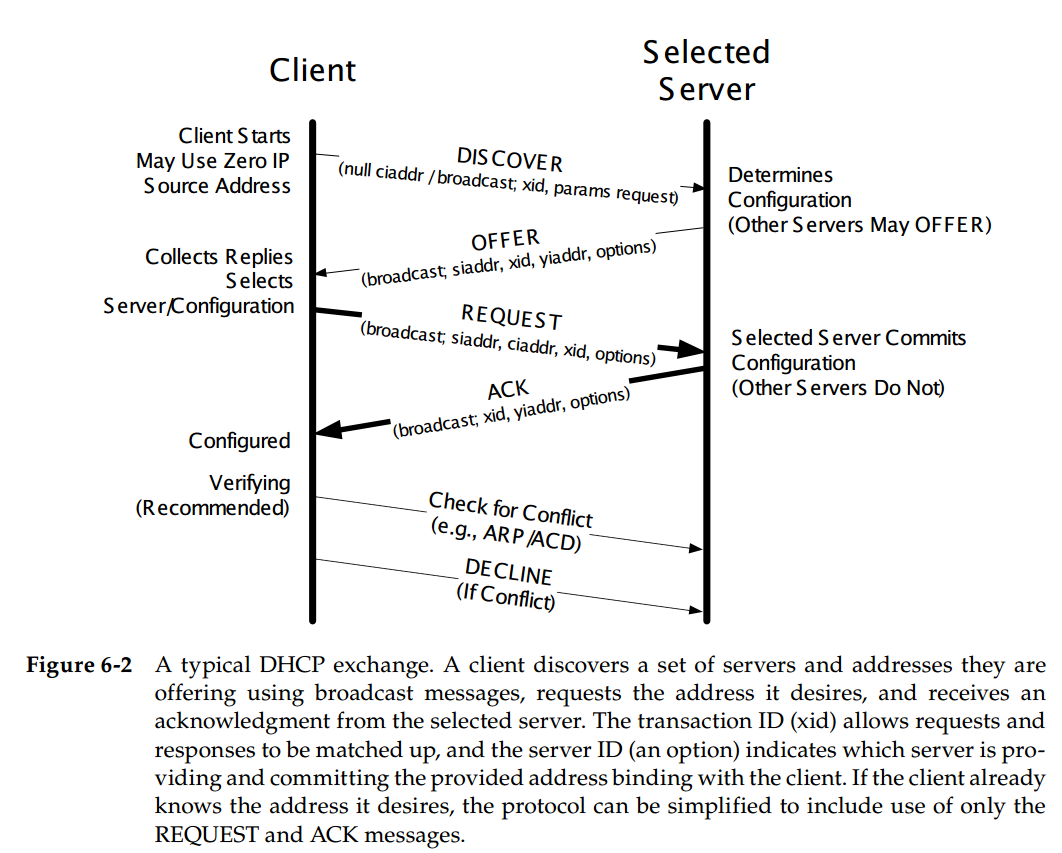 Client
Selected
Server
Client Starts
May Use Zero IP
Source Address
DISCOVER
(null ciaddr / broadcast; xid, params request)
Determines
Configuration
(Other Servers May OFFER)
OFFER
(broadcast; siaddr, xid, yiaddr, options)
Collects Replies
Selects
Server/Configuration
REQUEST
(broadcast; siaddr, ciaddr, xid, options)
Selected Server Commits
Configuration
(Other Servers Do Not)
ACK
(broadcast; xid, yiaddr, options)
Configured
Verifying
(Recommended)
Check for Conflict
(e.g., ARP/ACD)
DECLINE
(If Conflict)
Figure 6-2 A typical DHCP exchange. A client discovers a set of servers and addresses they are
offering using broadcast messages, requests the address it desires, and receives an
acknowledgment from the selected server. The transaction ID (xid) allows requests and
responses to be matched up, and the server ID (an option) indicates which server is pro-
viding and committing the provided address binding with the client. If the client already
knows the address it desires, the protocol can be simplified to include use of only the
REQUEST and ACK messages.